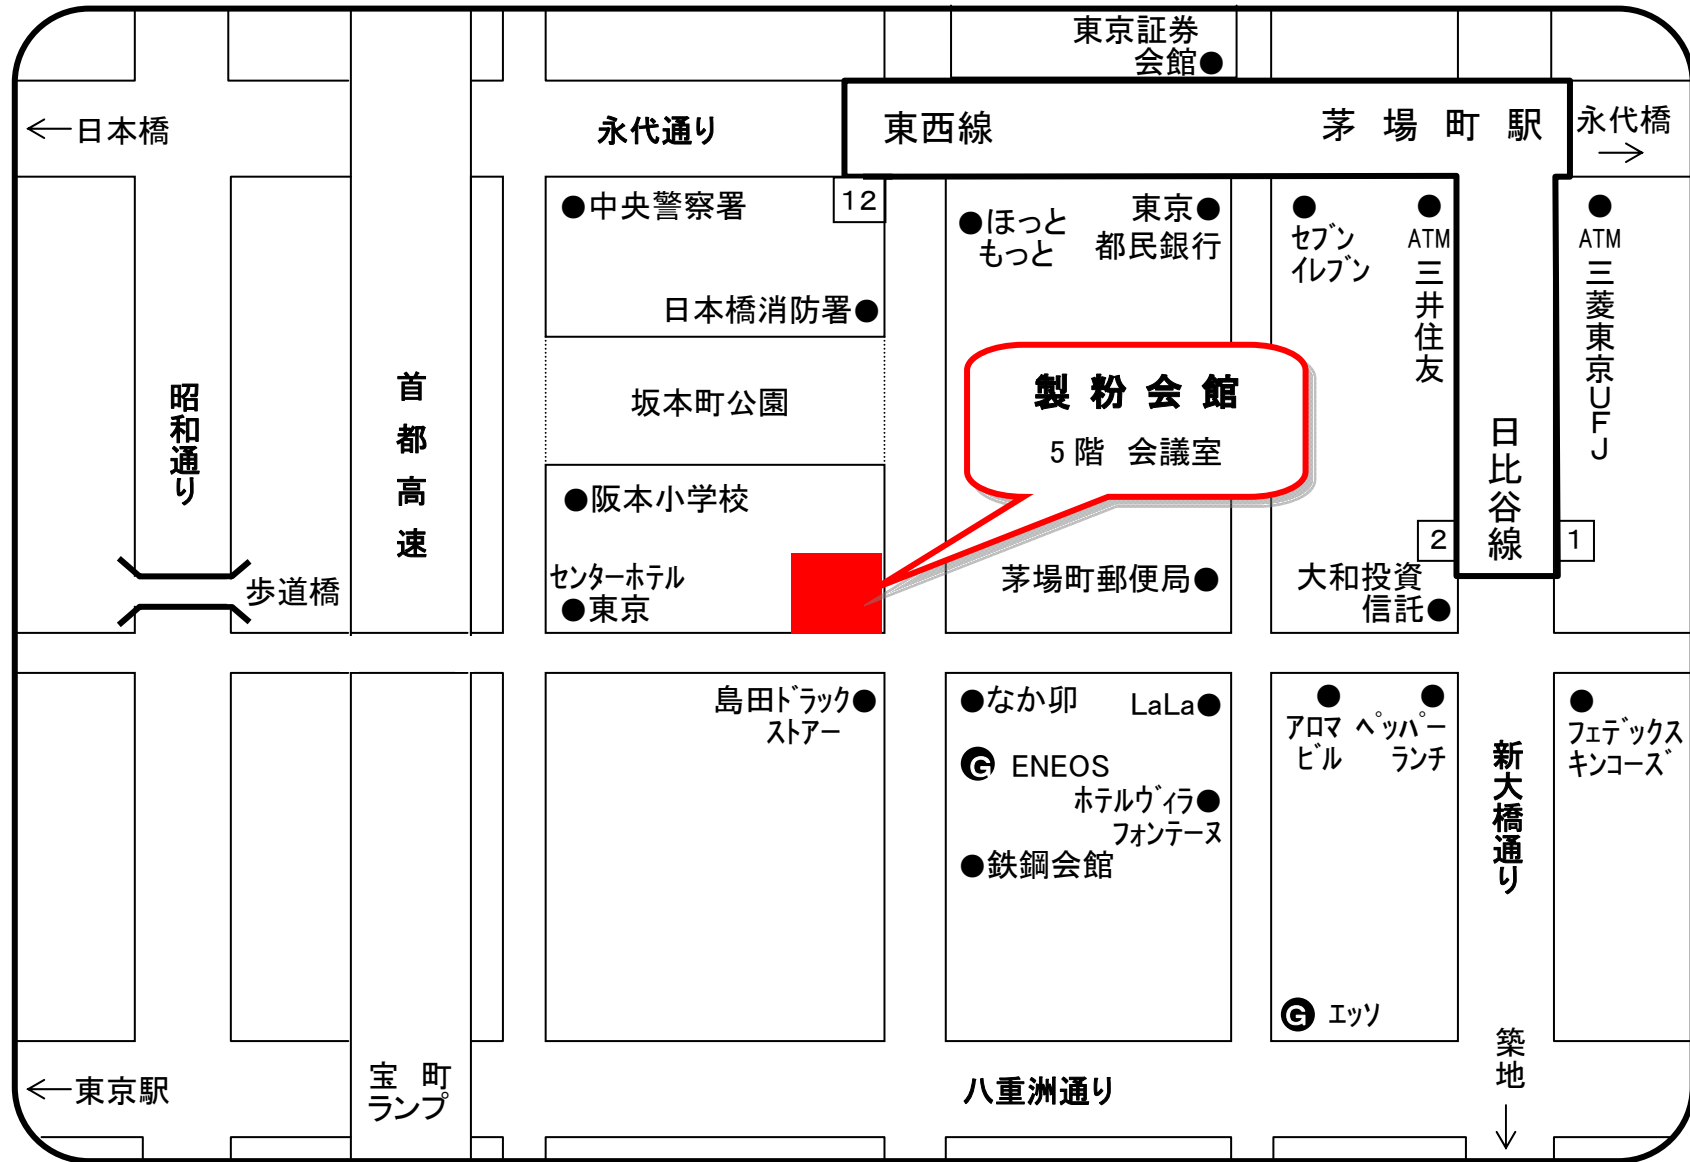 東京証券
会館●
←日本橋
永代通り
東西線
茅場町駅
永代橋
→
●中央警察署
12
●ほっと
もっと
東京●
都民銀行
●
セブン
イレブン
●
ATM
三井住友
●
ATM
三菱東京UFJ
日本橋消防署●
製粉会館
5階 会議室
昭和通り
首都高速
坂本町公園
日比谷線
●阪本小学校
2
1
歩道橋
センターホテル
●東京
茅場町郵便局●
大和投資
信託●
島田ドラック●
ストアー
●なか卯
LaLa●
G ENEOS
ホテルヴィラ●
フォンテーヌ
●鉄鋼会館
●
アロマ
ビル
●
ペッパー
ランチ
新大橋通り
●
フェデックス
キンコーズ
G エッソ
築地
↓
←東京駅
宝町
ランプ
八重洲通り